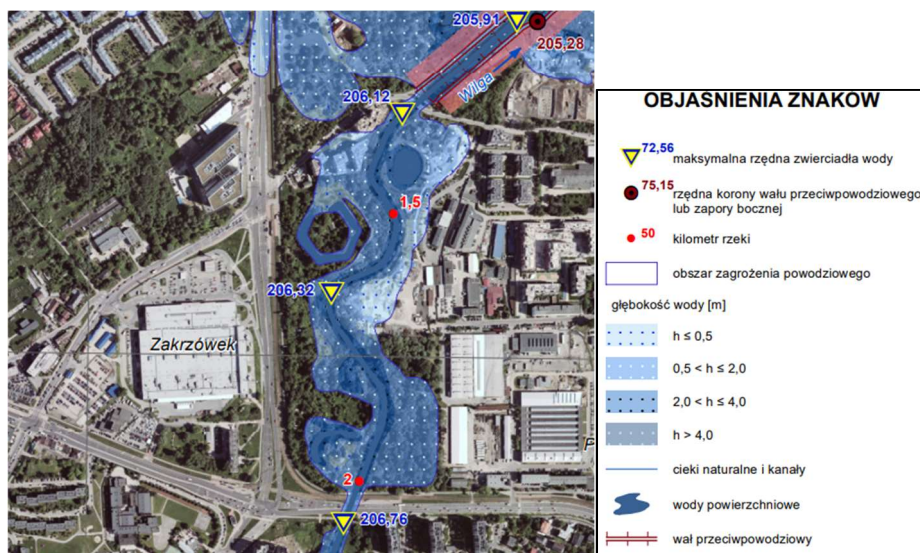 205,91
205,28
Wilga
206,12
1,5
206,32
Zakrzówek
2
206,76
OBJAŚNIENIA ZNAKÓW
72,56 maksymalna rzędna zwierciadła wody
75,15 rzędna korony wału przeciwpowodziowego
lub zapory bocznej
50 kilometr rzeki
obszar zagrożenia powodziowego
głębokość wody [m]
h ≤ 0,5
0,5 < h ≤ 2,0
2,0 < h ≤ 4,0
h > 4,0
cieki naturalne i kanały
wody powierzchniowe
wał przeciwpowodziowy